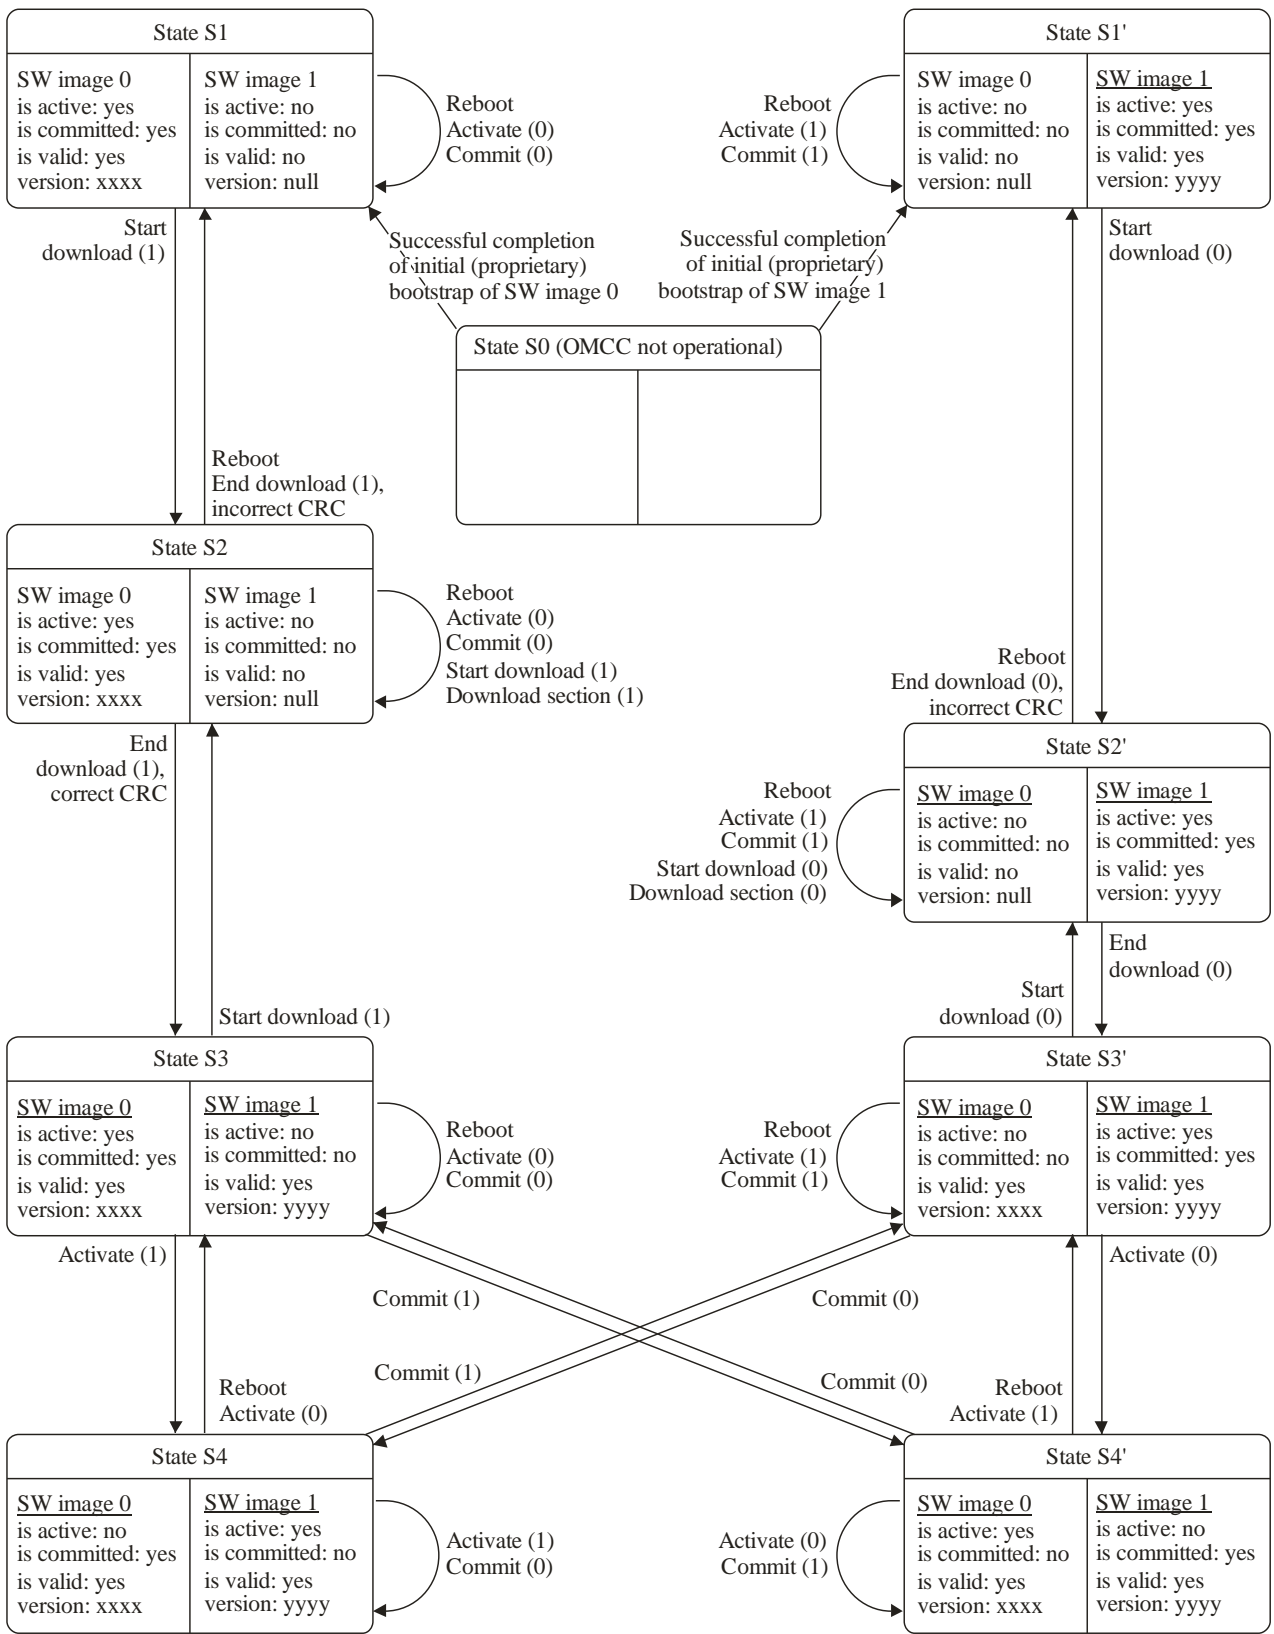 State S1
SW image 0
is active: yes
is committed: yes
is valid: yes
version: xxxx
SW image 1
is active: no
is committed: no
is valid: no
version: null
Reboot
Activate (0)
Commit (0)
State S1'
SW image 0
is active: no
is committed: no
is valid: no
version: null
SW image 1
is active: yes
is committed: yes
is valid: yes
version: yyyy
Reboot
Activate (1)
Commit (1)
Start
download (1)
Successful completion
of initial (proprietary)
bootstrap of SW image 0
Successful completion
of initial (proprietary)
bootstrap of SW image 1
Start
download (0)
State S0 (OMCC not operational)
Reboot
End download (1),
incorrect CRC
State S2
SW image 0
is active: yes
is committed: yes
is valid: yes
version: xxxx
SW image 1
is active: no
is committed: no
is valid: no
version: null
Reboot
Activate (0)
Commit (0)
Start download (1)
Download section (1)
Reboot
End download (0),
incorrect CRC
End
download (1),
correct CRC
State S2'
SW image 0
is active: no
is committed: no
is valid: no
version: null
SW image 1
is active: yes
is committed: yes
is valid: yes
version: yyyy
Reboot
Activate (1)
Commit (1)
Start download (0)
Download section (0)
End
download (0)
Start
download (0)
Start download (1)
State S3
SW image 0
is active: yes
is committed: yes
is valid: yes
version: xxxx
SW image 1
is active: no
is committed: no
is valid: yes
version: yyyy
Reboot
Activate (0)
Commit (0)
State S3'
SW image 0
is active: no
is committed: no
is valid: yes
version: xxxx
SW image 1
is active: yes
is committed: yes
is valid: yes
version: yyyy
Reboot
Activate (1)
Commit (1)
Activate (1)
Activate (0)
Commit (1)
Commit (0)
Commit (1)
Commit (0)
Reboot
Activate (0)
Reboot
Activate (1)
State S4
SW image 0
is active: no
is committed: yes
is valid: yes
version: xxxx
SW image 1
is active: yes
is committed: no
is valid: yes
version: yyyy
Activate (1)
Commit (0)
State S4'
SW image 0
is active: yes
is committed: no
is valid: yes
version: xxxx
SW image 1
is active: no
is committed: yes
is valid: yes
version: yyyy
Activate (0)
Commit (1)